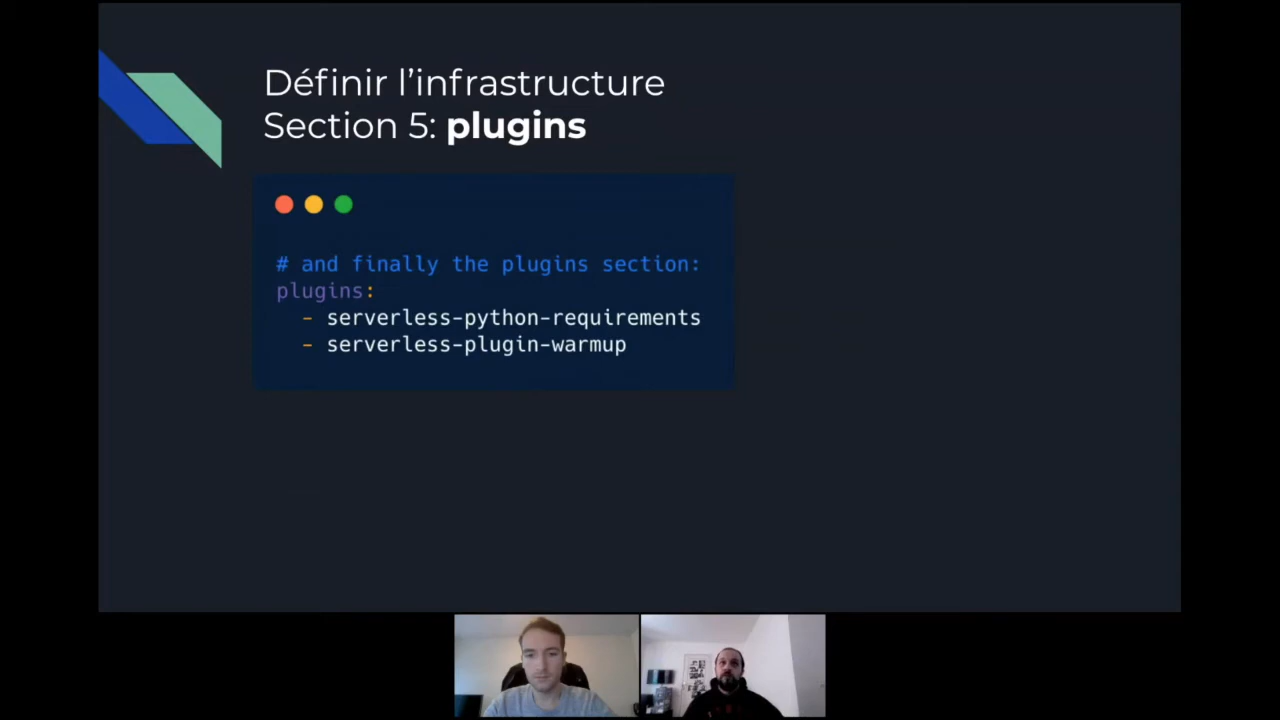 Définir l’infrastructure
Section 5: plugins
# and finally the plugins section:
plugins:
- serverless-python-requirements
- serverless-plugin-warmup